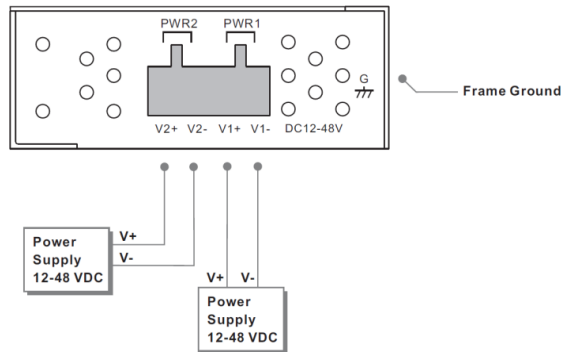 PWR2 PWR1
G
Frame Ground
V2+ V2- V1+ V1- DC12-48V
V+
V-
Power
Supply
12-48 VDC
V+ V-
Power
Supply
12-48 VDC